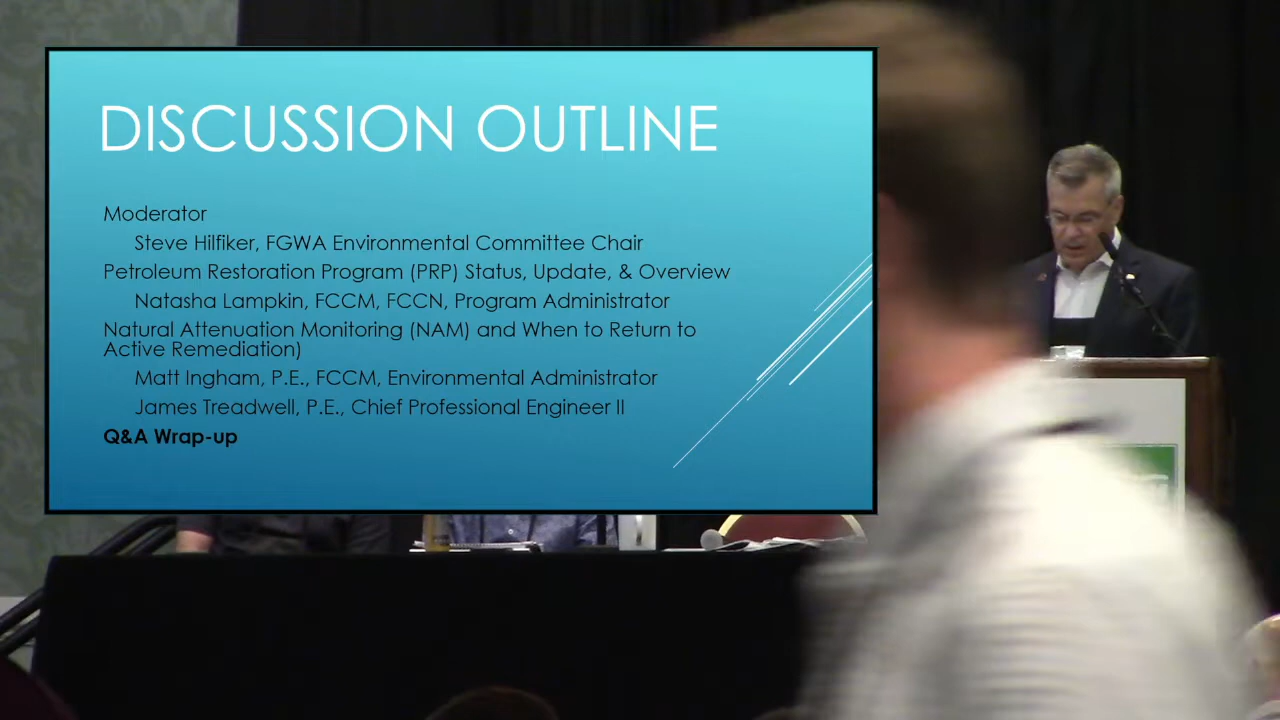 DISCUSSION OUTLINE
Moderator
Steve Hilfiker, FGWA Environmental Committee Chair
Petroleum Restoration Program (PRP) Status, Update, & Overview
Natasha Lampkin, FCCM, FCCN, Program Administrator
Natural Attenuation Monitoring (NAM) and When to Return to
Active Remediation)
Matt Ingham, P.E., FCCM, Environmental Administrator
James Treadwell, P.E., Chief Professional Engineer II
Q&A Wrap-up